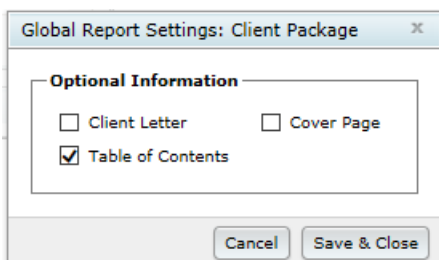 Global Report Settings: Client Package x
Optional Information
Client Letter Cover Page
Table of Contents
Cancel Save & Close